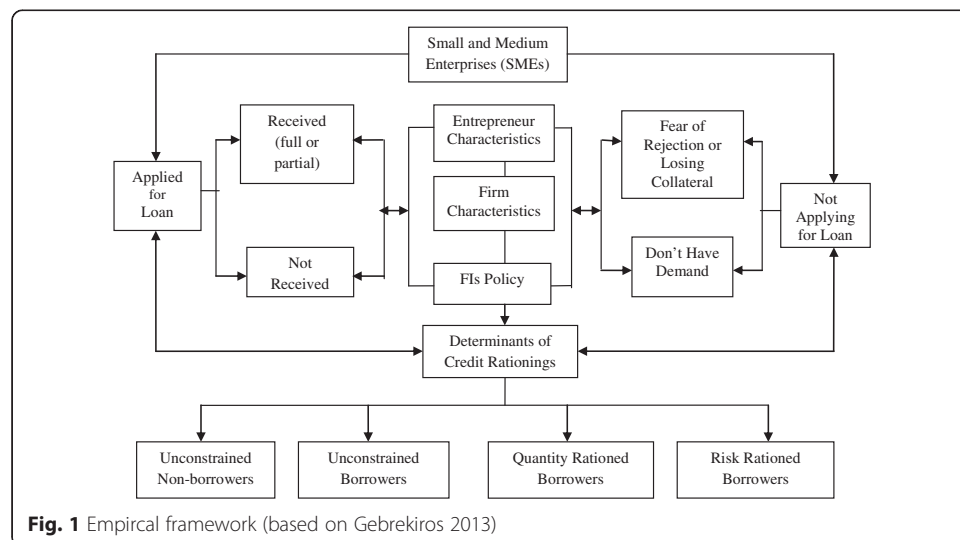 Small and Medium
Enterprises (SMEs)
Received
(full or
partial)
Entrepreneur
Characteristics
Fear of
Rejection or
Losing
Collateral
Applied
for
Loan
Firm
Characteristics
Not
Applying
for Loan
Not
Received
FIs Policy
Don't Have
Demand
Determinants of
Credit Rationings
Unconstrained
Non-borrowers
Unconstrained
Borrowers
Quantity Rationed
Borrowers
Risk Rationed
Borrowers
Fig. 1 Empircal framework (based on Gebrekiros 2013)